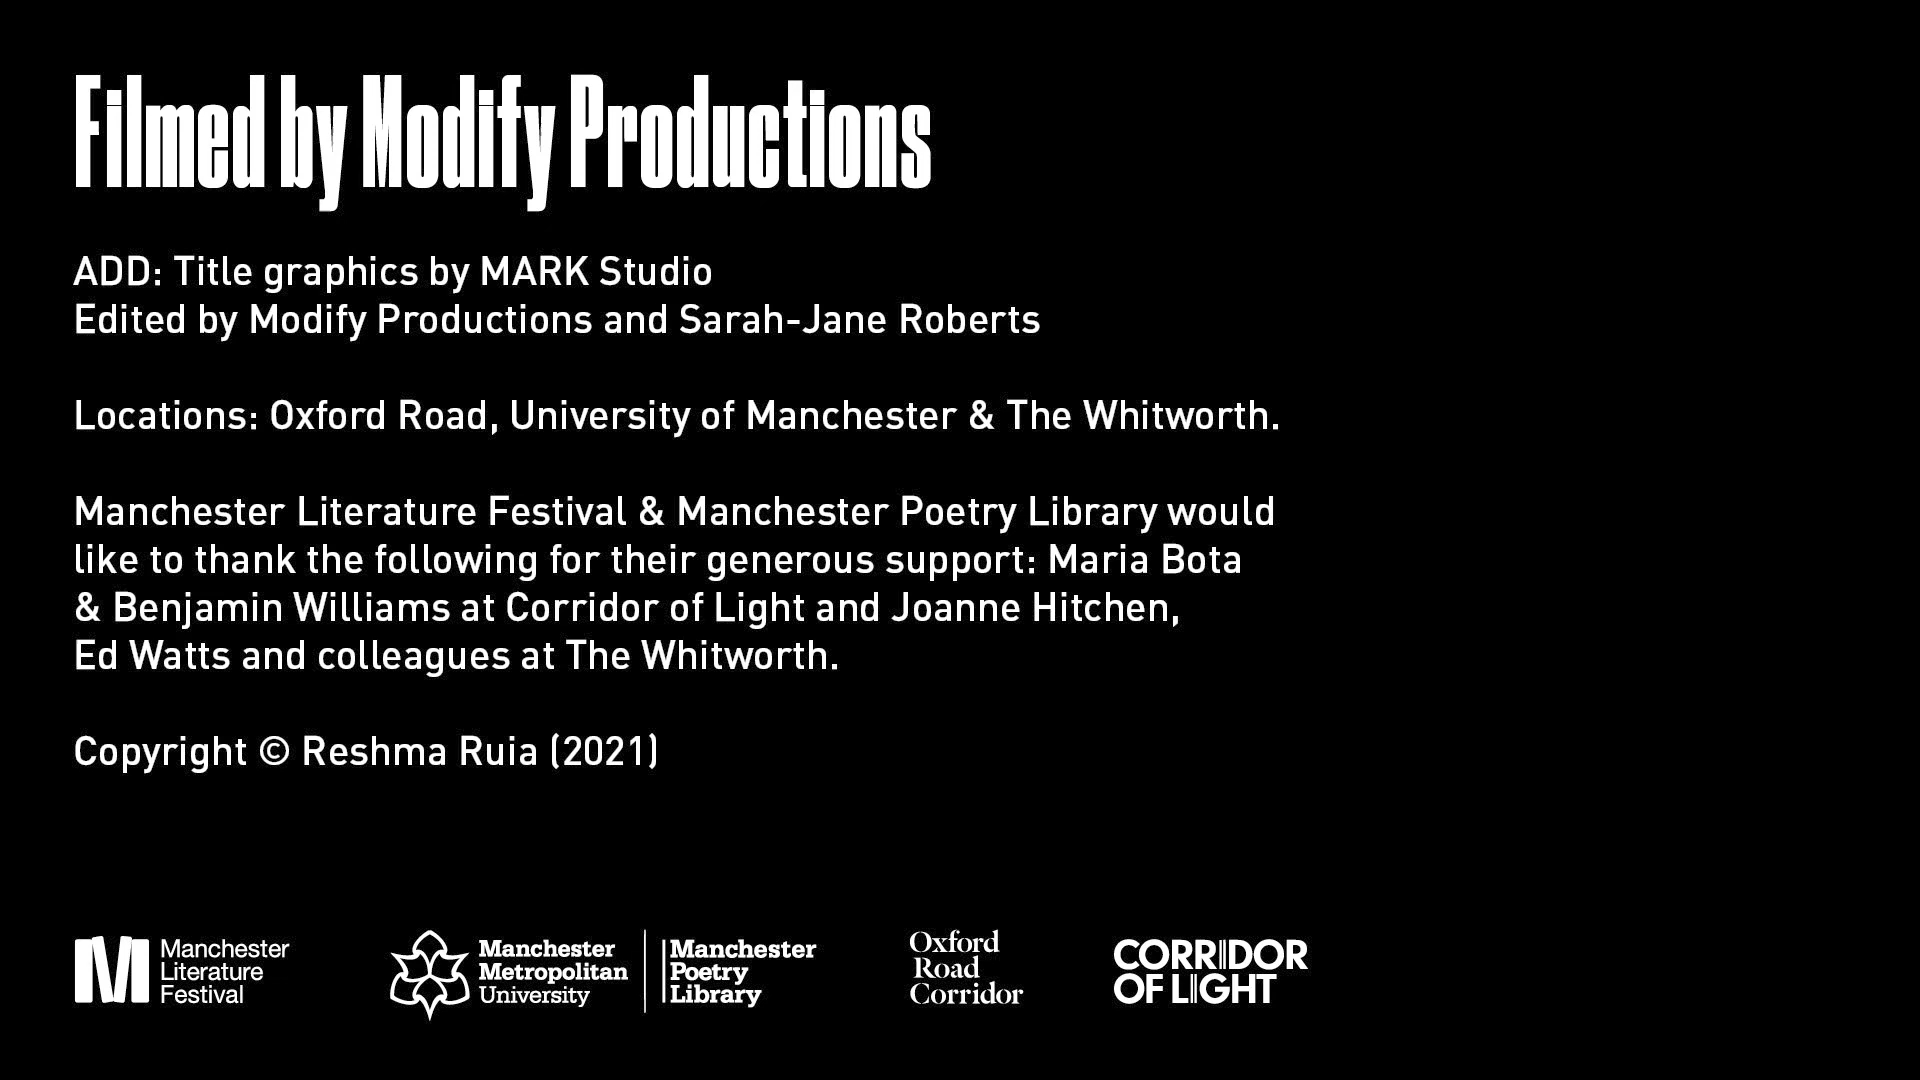 Filmed by Modify Productions
ADD: Title graphics by MARK Studio
Edited by Modify Productions and Sarah-Jane Roberts
Locations: Oxford Road, University of Manchester & The Whitworth.
Manchester Literature Festival & Manchester Poetry Library would
like to thank the following for their generous support: Maria Bota
& Benjamin Williams at Corridor of Light and Joanne Hitchen,
Ed Watts and colleagues at The Whitworth.
Copyright © Reshma Ruia (2021)
Manchester
Literature
Festival
Manchester
Metropolitan
University
Manchester
Poetry
Library
Oxford
Road
Corridor
CORRIDOR
OF LIGHT